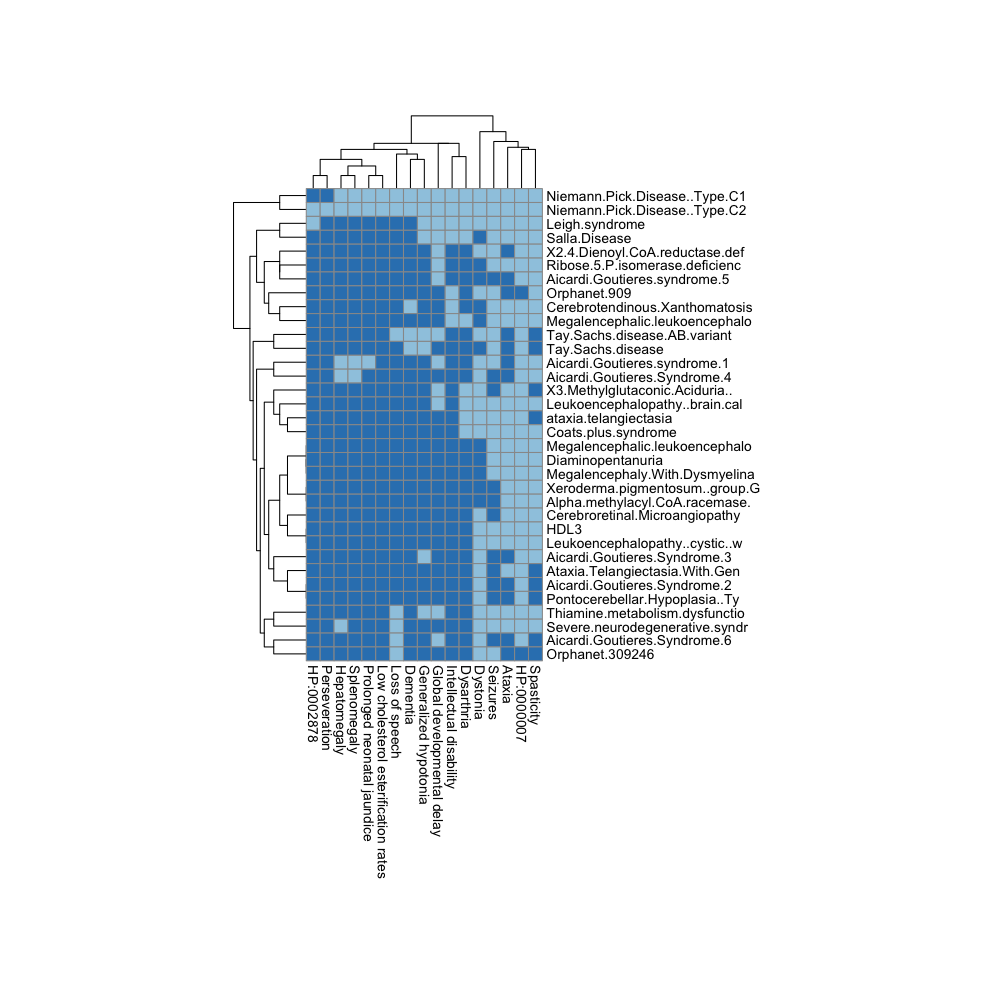 Niemann.Pick.Disease..Type.C1
Niemann.Pick.Disease..Type.C2
Leigh.syndrome
Salla.Disease
X2.4.Dienoyl.CoA.reductase.def
Ribose.5.P.isomerase.deficienc
Aicardi.Goutieres.syndrome.5
Orphanet.909
Cerebrotendinous.Xanthomatosis
Megalencephalic.leukoencephalo
Tay.Sachs.disease.AB.variant
Tay.Sachs.disease
Aicardi.Goutieres.syndrome.1
Aicardi.Goutieres.Syndrome.4
X3.Methylglutaconic.Aciduria..
Leukoencephalopathy..brain.cal
ataxia.telangiectasia
Coats.plus.syndrome
Megalencephalic.leukoencephalo
Diaminopentanuria
Megalencephaly.With.Dysmyelina
Xeroderma.pigmentosum..group.G
Alpha.methylacyl.CoA.racemase.
Cerebroretinal.Microangiopathy
HDL3
Leukoencephalopathy..cystic..w
Aicardi.Goutieres.Syndrome.3
Ataxia.Telangiectasia.With.Gen
Aicardi.Goutieres.Syndrome.2
Pontocerebellar.Hypoplasia..Ty
Thiamine.metabolism.dysfunctio
Severe.neurodegenerative.syndr
Aicardi.Goutieres.Syndrome.6
Orphanet.309246
HP:0002878
Perseveration
Hepatomegaly
Splenomegaly
Prolonged neonatal jaundice
Low cholesterol esterification rates
Loss of speech
Dementia
Generalized hypotonia
Global developmental delay
Intellectual disability
Dysarthria
Dystonia
Seizures
Ataxia
HP:0000007
Spasticity